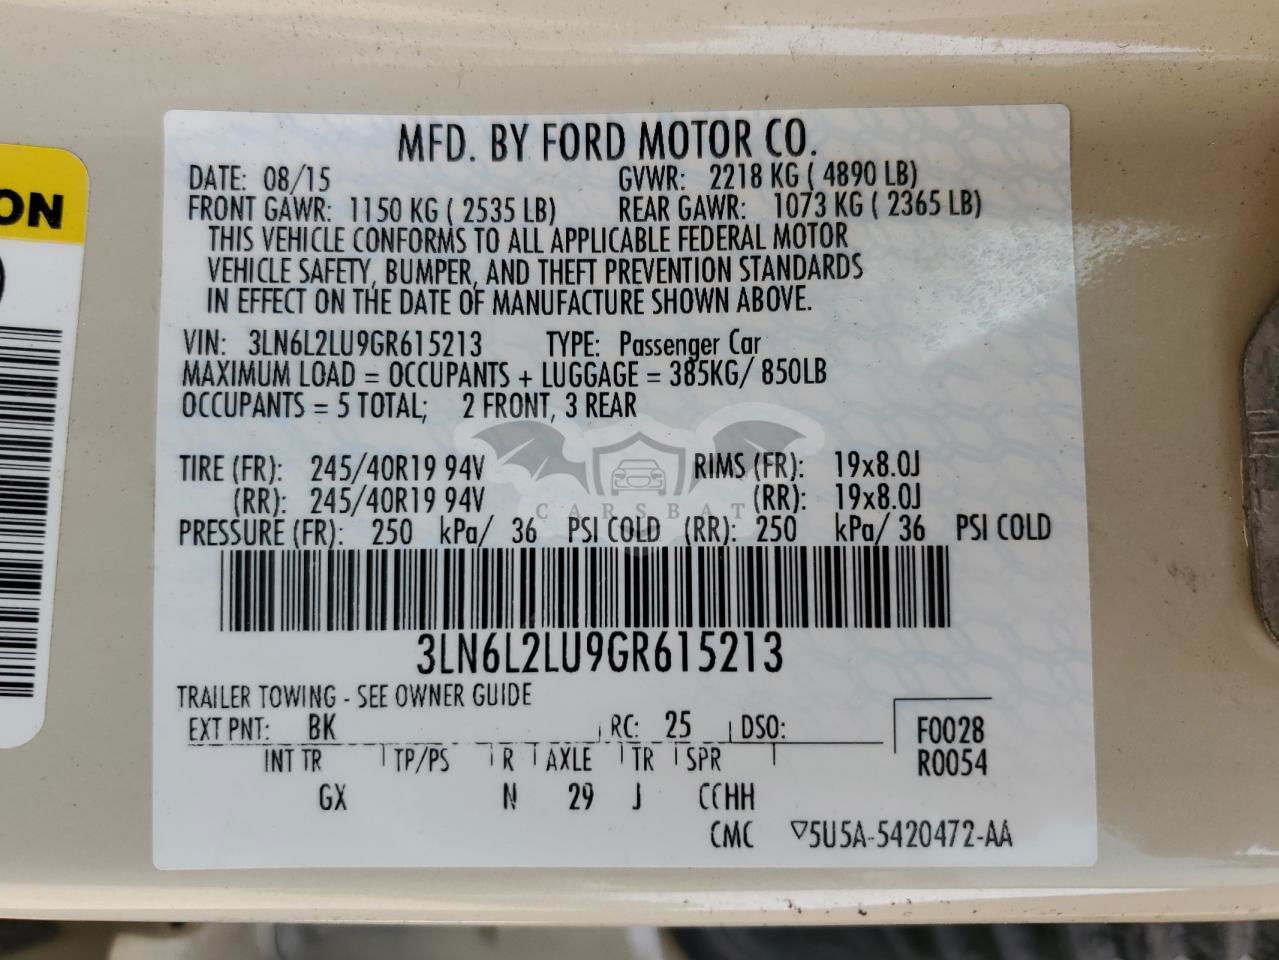 MFD. BY FORD MOTOR CO.
DATE: 08/15 GVWR: 2218 KG ( 4890 LB)
FRONT GAWR: 1150 KG ( 2535 LB) REAR GAWR: 1073 KG ( 2365 LB)
THIS VEHICLE CONFORMS TO ALL APPLICABLE FEDERAL MOTOR
VEHICLE SAFETY, BUMPER, AND THEFT PREVENTION STANDARDS
IN EFFECT ON THE DATE OF MANUFACTURE SHOWN ABOVE.
VIN: 3LN6L2LU9GR615213 TYPE: Passenger Car
MAXIMUM LOAD = OCCUPANTS + LUGGAGE = 385KG/ 850LB
OCCUPANTS = 5 TOTAL; 2 FRONT, 3 REAR
TIRE (FR): 245/40R19 94V RIMS (FR): 19x8.0J
(RR): 245/40R19 94V (RR): 19x8.0J
CARSBAT
PRESSURE (FR): 250 kPa/ 36 PSI COLD (RR): 250 kPa/ 36 PSI COLD
3LN6L2LU9GR615213
TRAILER TOWING - SEE OWNER GUIDE
EXT PNT: BK RC: 25 DSO: F0028
INT TR TP/PS R AXLE TR SPR R0054
GX N 29 J CCHH
CMC ▽5U5A-5420472-AA
ON